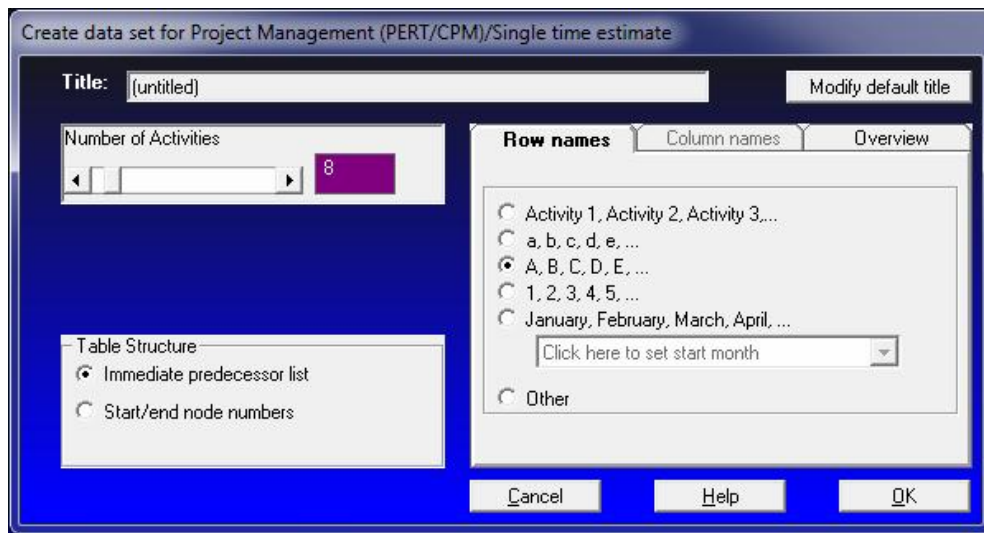 Create data set for Project Management (PERT/CPM)/Single time estimate
Title: (untitled)
Modify default title
Number of Activities
8
Row names
Column names
Overview
Activity 1, Activity 2, Activity 3,...
a, b, c, d, e, ...
A, B, C, D, E, ...
1, 2, 3, 4, 5, ...
January, February, March, April, ...
Click here to set start month
Other
Table Structure
Immediate predecessor list
Start/end node numbers
Cancel
Help
OK